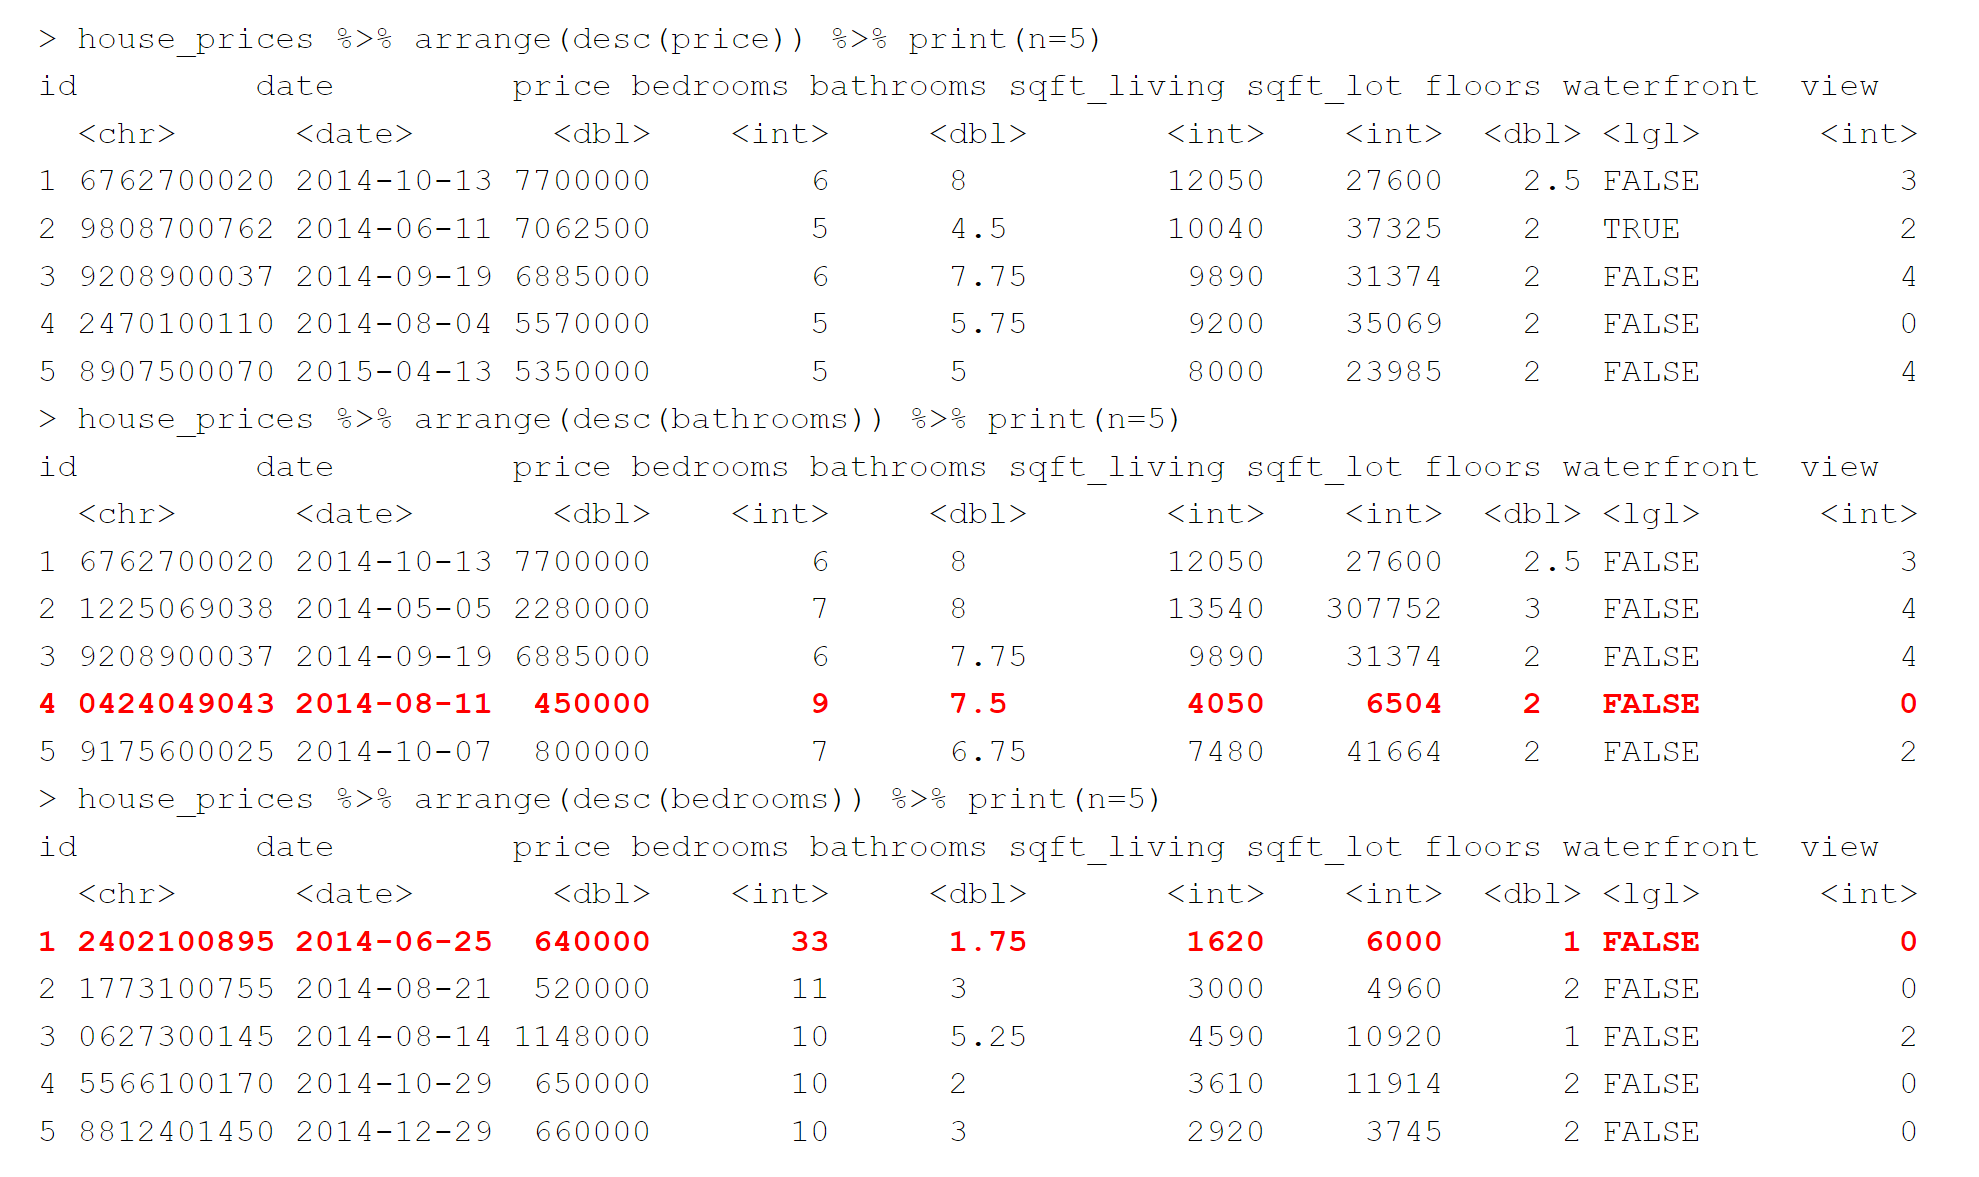 > house_prices %>% arrange(desc(price)) %>% print(n=5)
id date price bedrooms bathrooms sqft_living sqft_lot floors waterfront view
<chr> <date> <dbl> <int> <dbl> <int> <int> <dbl> <lgl> <int>
1 6762700020 2014-10-13 7700000 6 8 12050 27600 2.5 FALSE 3
2 9808700762 2014-06-11 7062500 5 4.5 10040 37325 2 TRUE 2
3 9208900037 2014-09-19 6885000 6 7.75 9890 31374 2 FALSE 4
4 2470100110 2014-08-04 5570000 5 5.75 9200 35069 2 FALSE 0
5 8907500070 2015-04-13 5350000 5 5 8000 23985 2 FALSE 4
> house_prices %>% arrange(desc(bathrooms)) %>% print(n=5)
id date price bedrooms bathrooms sqft_living sqft_lot floors waterfront view
<chr> <date> <dbl> <int> <dbl> <int> <int> <dbl> <lgl> <int>
1 6762700020 2014-10-13 7700000 6 8 12050 27600 2.5 FALSE 3
2 1225069038 2014-05-05 2280000 7 8 13540 307752 3 FALSE 4
3 9208900037 2014-09-19 6885000 6 7.75 9890 31374 2 FALSE 4
4 0424049043 2014-08-11 450000 9 7.5 4050 6504 2 FALSE 0
5 9175600025 2014-10-07 800000 7 6.75 7480 41664 2 FALSE 2
> house_prices %>% arrange(desc(bedrooms)) %>% print(n=5)
id date price bedrooms bathrooms sqft_living sqft_lot floors waterfront view
<chr> <date> <dbl> <int> <dbl> <int> <int> <dbl> <lgl> <int>
1 2402100895 2014-06-25 640000 33 1.75 1620 6000 1 FALSE 0
2 1773100755 2014-08-21 520000 11 3 3000 4960 2 FALSE 0
3 0627300145 2014-08-14 1148000 10 5.25 4590 10920 1 FALSE 2
4 5566100170 2014-10-29 650000 10 2 3610 11914 2 FALSE 0
5 8812401450 2014-12-29 660000 10 3 2920 3745 2 FALSE 0